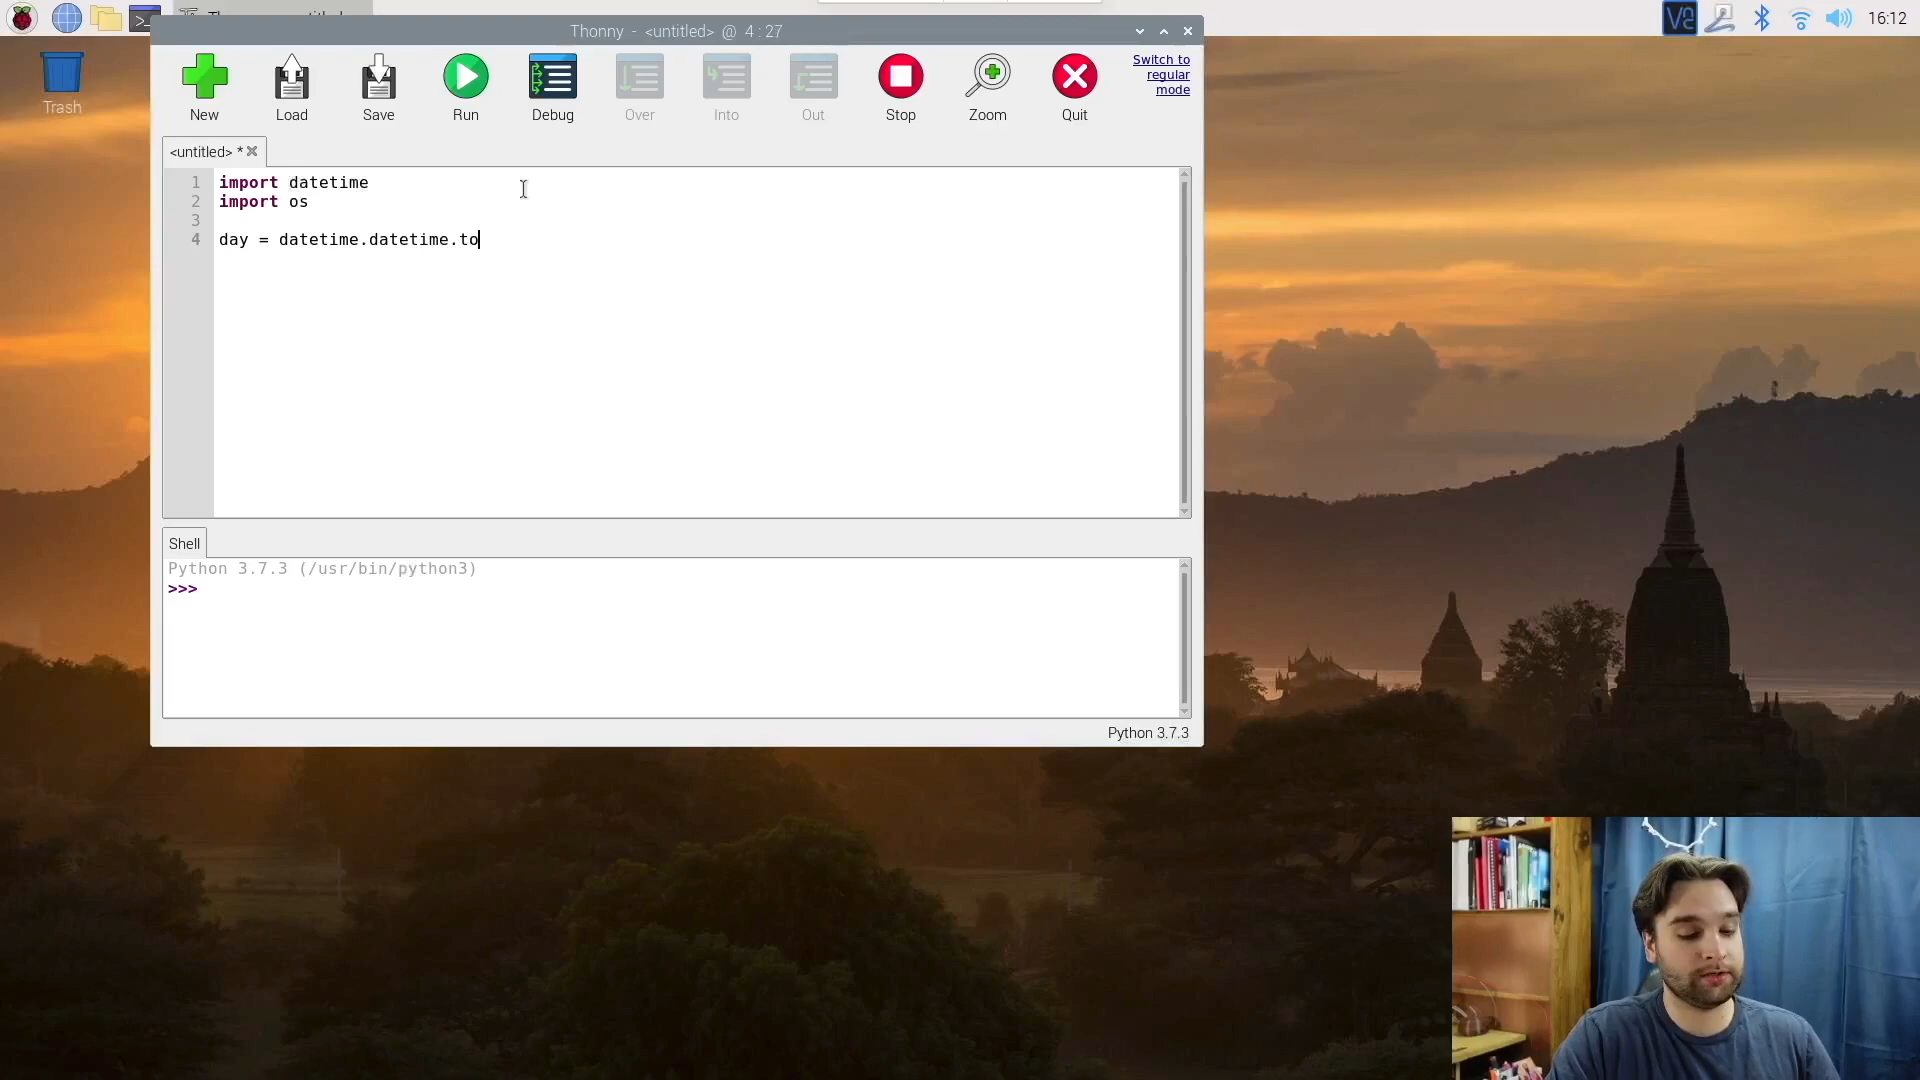 16:12
Trash
Thonny - <untitled> @ 4 : 27
Switch to
regular
mode
New
Load
Save
Run
Debug
Over
Into
Out
Stop
Zoom
Quit
<untitled> *
1 import datetime
2 import os
3
4 day = datetime.datetime.to
Shell
Python 3.7.3 (/usr/bin/python3)
>>>
Python 3.7.3